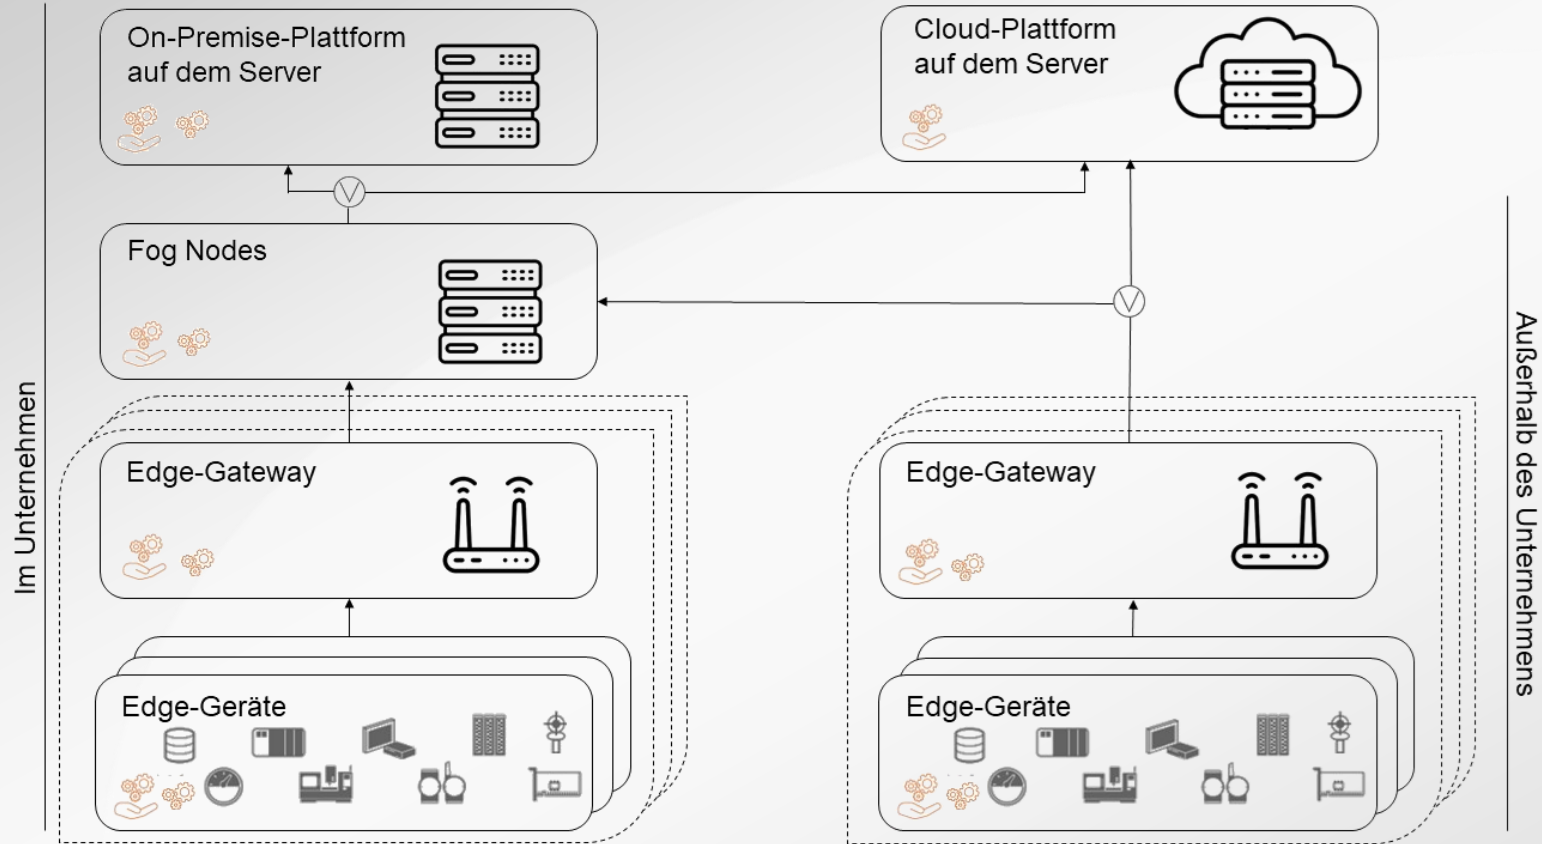 On-Premise-Plattform
auf dem Server
Cloud-Plattform
auf dem Server
V
Fog Nodes
V
Im Unternehmen
Außerhalb des Unternehmens
Edge-Gateway
Edge-Gateway
Edge-Geräte
Edge-Geräte